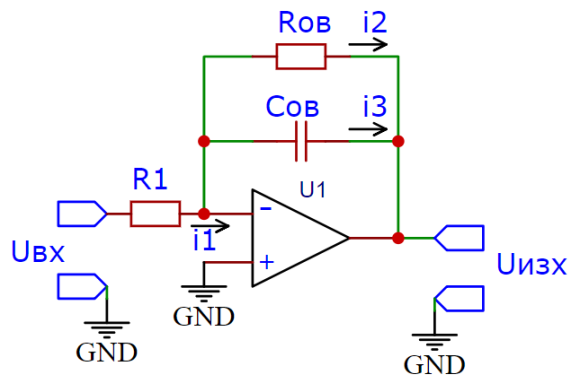 Rов i2
Cов i3
R1 U1
-
Uвх i1
+ Uизх
GND
GND GND